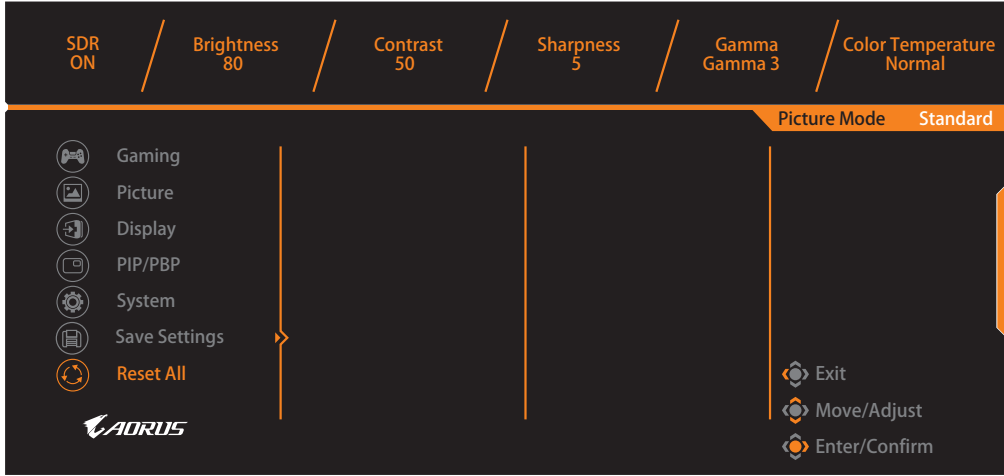 SDR
ON
Brightness
80
Contrast
50
Sharpness
5
Gamma
Gamma 3
Color Temperature
Normal
Picture Mode Standard
Gaming
Picture
Display
PIP/PBP
System
Save Settings
Reset All
AORUS
Exit
Move/Adjust
Enter/Confirm